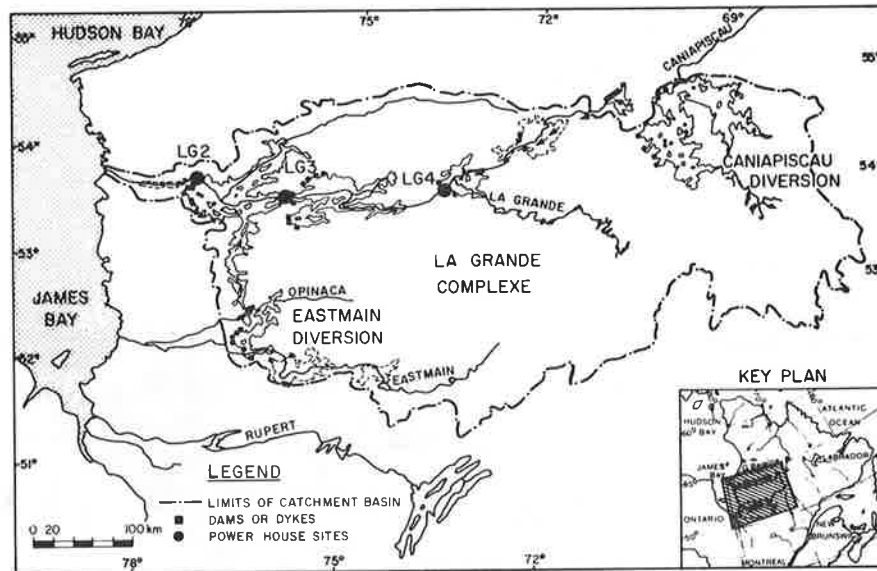 75°
72°
69°
HUDSON BAY
55°
CANIAPISCAU
55°
54°
LG2
LG3
LG4
CANIAPISCAU
DIVERSION
54°
LA GRANDE
53°
LA GRANDE
COMPLEXE
53°
JAMES
BAY
OPINACA
EASTMAIN
DIVERSION
52°
EASTMAIN
KEY PLAN
RUPERT
51°
LEGEND
LIMITS OF CATCHMENT BASIN
DAMS OR DYKES
POWER HOUSE SITES
0 20 100 km
78°
75°
72°
ATLANTIC
OCEAN
HUDSON
BAY
LABRADOR
JAMES
BAY
ONTARIO
NEW
BRUNSWICK
MONTREAL